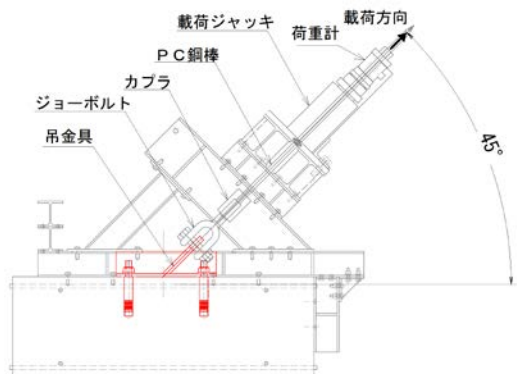 載荷方向
載荷ジャッキ
荷重計
PC鋼棒
カプラ
ジョーボルト
吊金具
45°